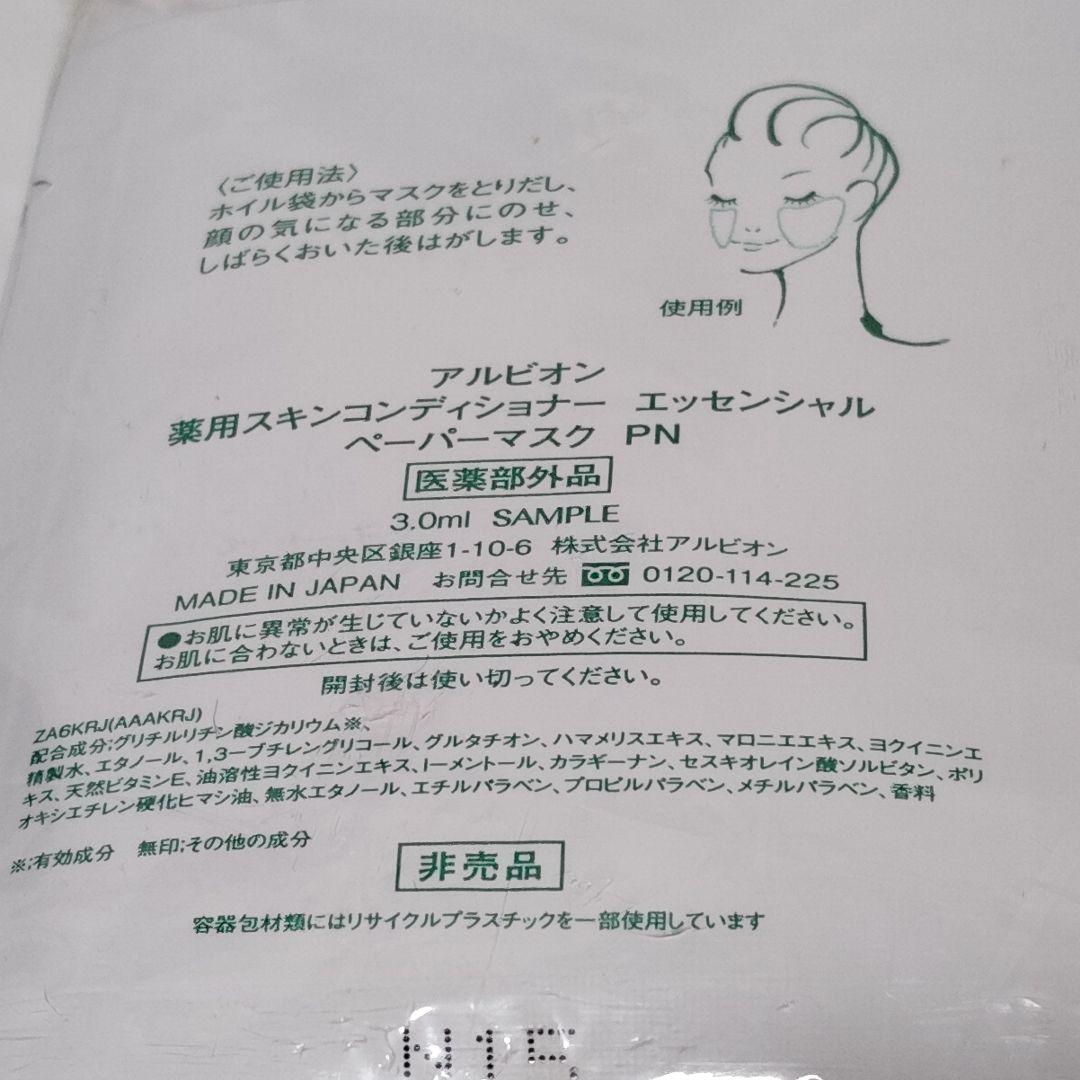 〈ご使用法〉
ホイル袋からマスクをとりだし、
顔の気になる部分にのせ、
しばらくおいた後はがします。
使用例
アルビオン
薬用スキンコンディショナー エッセンシャル
ペーパーマスク PN
医薬部外品
3.0ml SAMPLE
東京都中央区銀座1-10-6 株式会社アルビオン
MADE IN JAPAN お問合せ先 0120-114-225
●お肌に異常が生じていないかよく注意して使用してください。
お肌に合わないときは、ご使用をおやめください。
開封後は使い切ってください。
ZA6KRJ(AAAKRJ)
配合成分;グリチルリチン酸ジカリウム※、
精製水、エタノール、1,3ーブチレングリコール、グルタチオン、ハマメリスエキス、マロニエエキス、ヨクイニンエ
キス、天然ビタミンE、油溶性ヨクイニンエキス、l-メントール、カラギーナン、セスキオレイン酸ソルビタン、ポリ
オキシエチレン硬化ヒマシ油、無水エタノール、エチルパラベン、プロピルパラベン、メチルパラベン、香料
※;有効成分 無印;その他の成分
非売品
容器包材類にはリサイクルプラスチックを一部使用しています